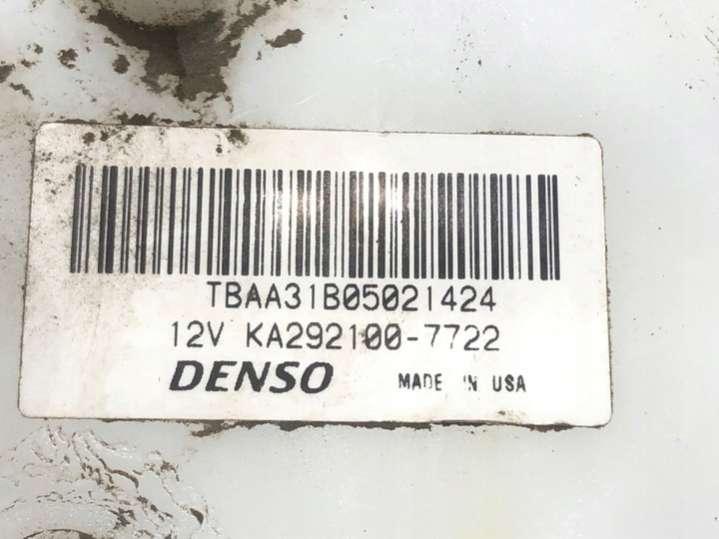 TBAA31B05021424
12V KA292100-7722
DENSO MADE IN USA